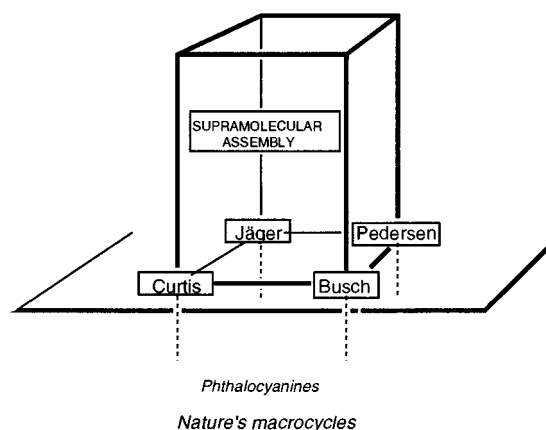 SUPRAMOLECULAR
ASSEMBLY
Jäger
Pedersen
Curtis
Busch
Phthalocyanines
Nature's macrocycles